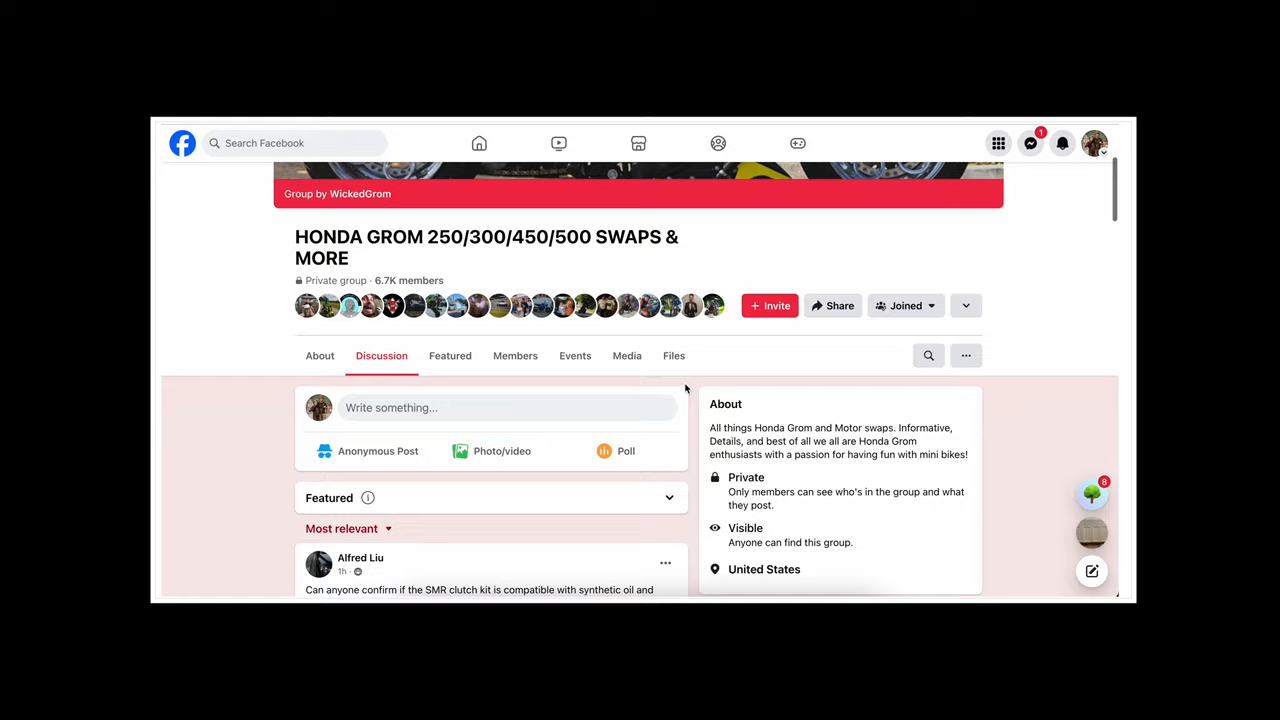 Search Facebook
1
Group by WickedGrom
HONDA GROM 250/300/450/500 SWAPS &
MORE
Private group · 6.7K members
+ Invite
Share
Joined
About
Discussion
Featured
Members
Events
Media
Files
Write something...
Anonymous Post
Photo/video
Poll
Featured
Most relevant
Alfred Liu
1h ·
Can anyone confirm if the SMR clutch kit is compatible with synthetic oil and
About
All things Honda Grom and Motor swaps. Informative,
Details, and best of all we all are Honda Grom
enthusiasts with a passion for having fun with mini bikes!
Private
Only members can see who's in the group and what
they post.
Visible
Anyone can find this group.
United States
8